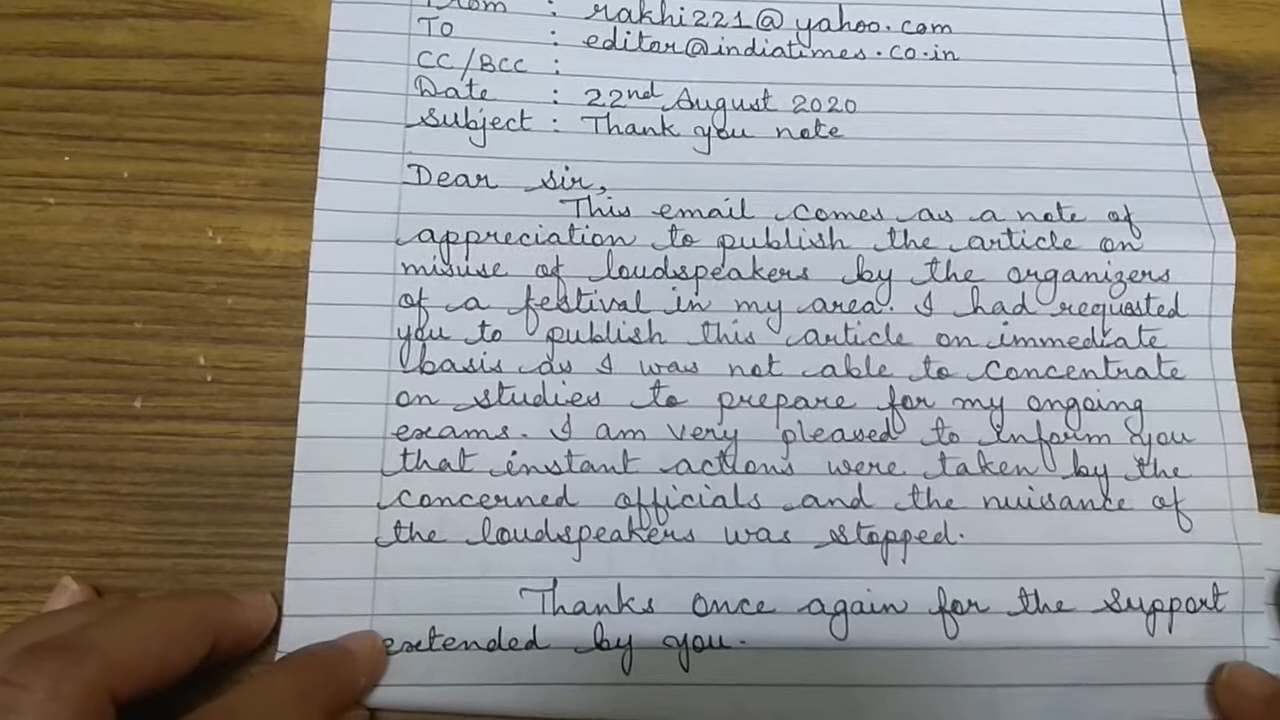 From : rakhi221@yahoo.com
To : editor@indiatimes.co.in
CC/BCC :
Date : 22nd August 2020
Subject : Thank you note
Dear Sir,
This email comes as a note of
appreciation to publish the article on
misuse of loudspeakers by the organizers
of a festival in my area. I had requested
you to publish this article on immediate
basis as I was not able to concentrate
on studies to prepare for my ongoing
exams. I am very pleased to inform you
that instant actions were taken by the
concerned officials and the nuisance of
the loudspeakers was stopped.
Thanks once again for the support
extended by you.